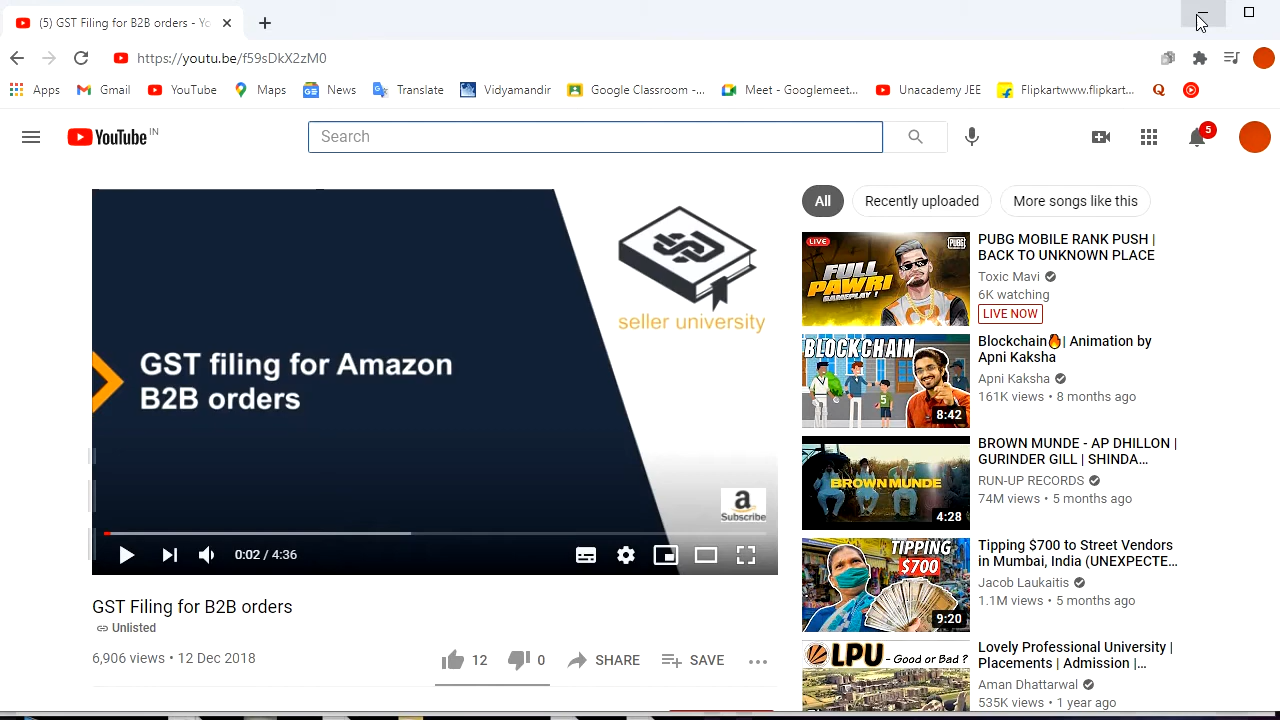 (5) GST Filing for B2B orders - Yo
https://youtu.be/f59sDkX2zM0
Apps Gmail YouTube Maps News Translate Vidyamandir Google Classroom -... Meet - Googlemeet... Unacademy JEE Flipkartwww.flipkart...
YouTube IN
Search
5
All Recently uploaded More songs like this
seller university
GST filing for Amazon
B2B orders
a
Subscribe
0:02 / 4:36
GST Filing for B2B orders
Unlisted
6,906 views • 12 Dec 2018
12 0 SHARE SAVE
LIVE
PUBG
FULL
PAWRI
GAMEPLAY !
PUBG MOBILE RANK PUSH |
BACK TO UNKNOWN PLACE
Toxic Mavi
6K watching
LIVE NOW
BLOCKCHAIN
5
8:42
Blockchain🔥| Animation by
Apni Kaksha
Apni Kaksha
161K views • 8 months ago
BROWN MUNDE
4:28
BROWN MUNDE - AP DHILLON |
GURINDER GILL | SHINDA...
RUN-UP RECORDS
74M views • 5 months ago
TIPPING
$700
9:20
Tipping $700 to Street Vendors
in Mumbai, India (UNEXPECTE...
Jacob Laukaitis
1.1M views • 5 months ago
LPU ...Good or Bad ?
Lovely Professional University |
Placements | Admission |...
Aman Dhattarwal
535K views • 1 year ago